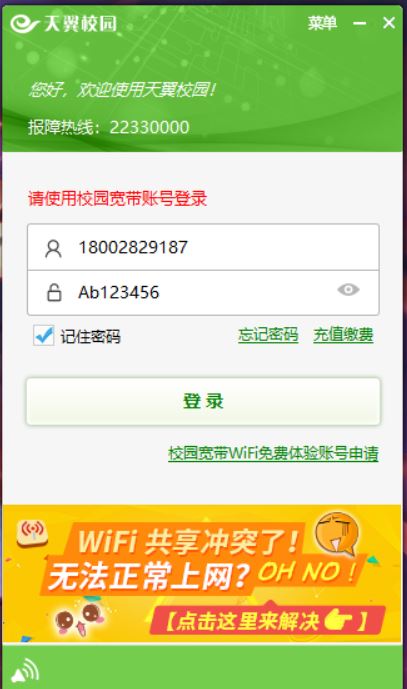 天翼校园 菜单
您好，欢迎使用天翼校园！
报障热线：22330000
请使用校园宽带账号登录
18002829187
Ab123456
记住密码 忘记密码 充值缴费
登录
校园宽带WiFi免费体验账号申请
WiFi 共享冲突了！
无法正常上网? OH NO！
【点击这里来解决 】